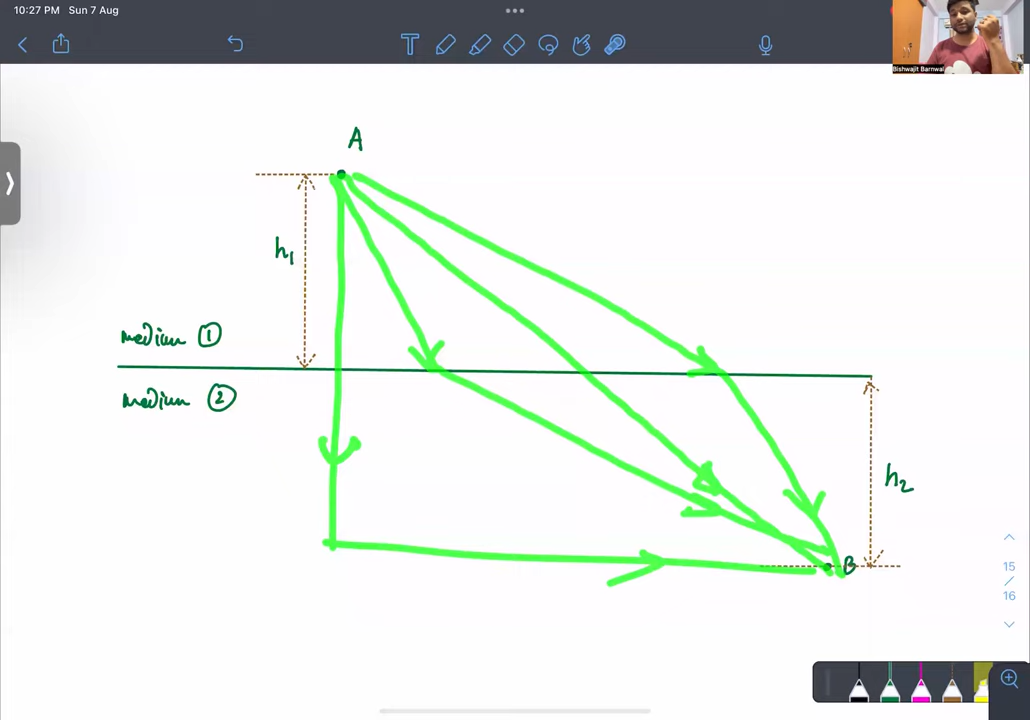 10:27 PM Sun 7 Aug
Bishwajit Barnwal
A
h1
medium ①
medium ②
h2
B
15
/
16